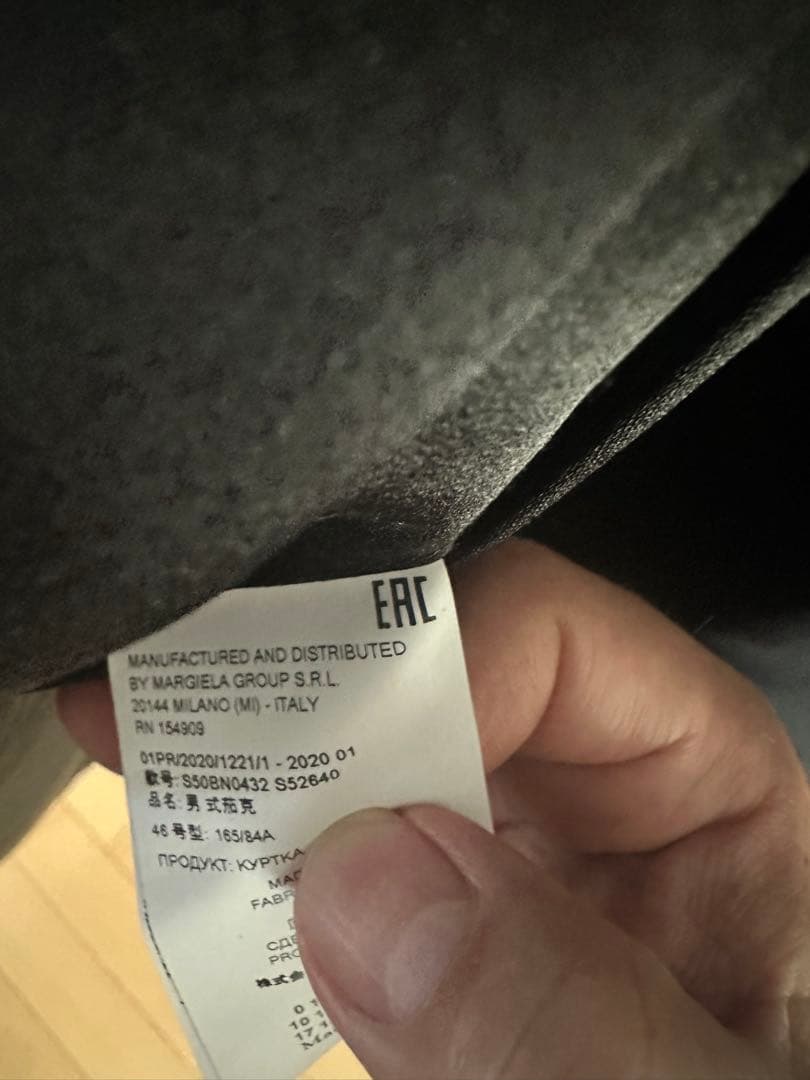 EAC
MANUFACTURED AND DISTRIBUTED
BY MARGIELA GROUP S.R.L.
20144 MILANO (MI) - ITALY
RN 154909
01PR/2020/1221/1 - 2020 01
款号: S50BN0432 S52640
品名: 男式茄克
46 号型: 165/84A
ПРОДУКТ: КУРТКА